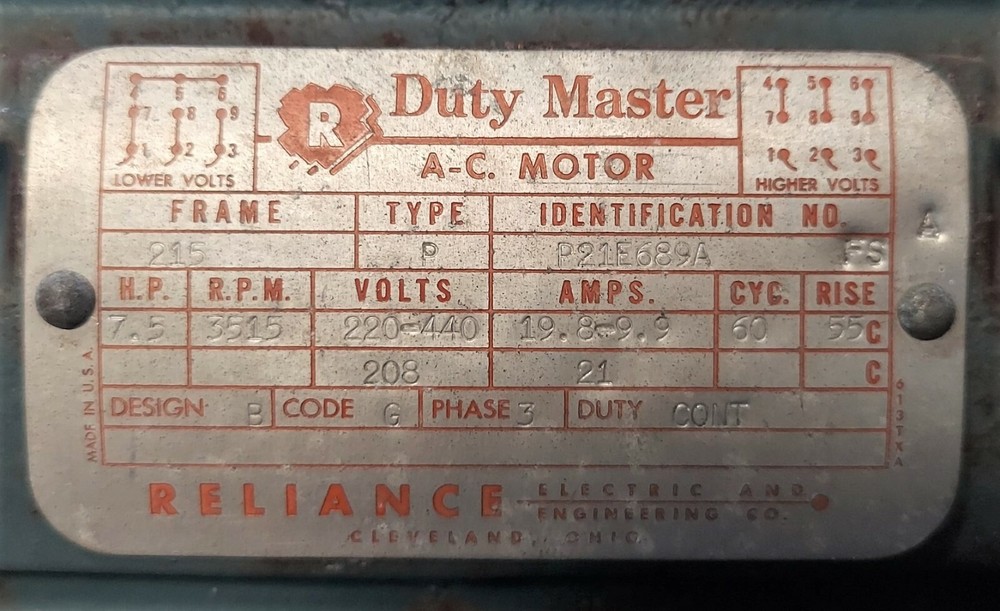 4 5 6
7 8 9
1 2 3
LOWER VOLTS
R
Duty Master
A-C. MOTOR
4 5 6
7 8 9
1 2 3
HIGHER VOLTS
FRAME TYPE IDENTIFICATION NO.
215 P P21E689A FS
A
H.P. R.P.M. VOLTS AMPS. CYC. RISE
7.5 3515 220-440 19.8-9.9 60 55C
208 21 C
DESIGN B CODE G PHASE 3 DUTY CONT
MADE IN U.S.A.
613TXA
RELIANCE ELECTRIC AND
ENGINEERING CO.
CLEVELAND, OHIO